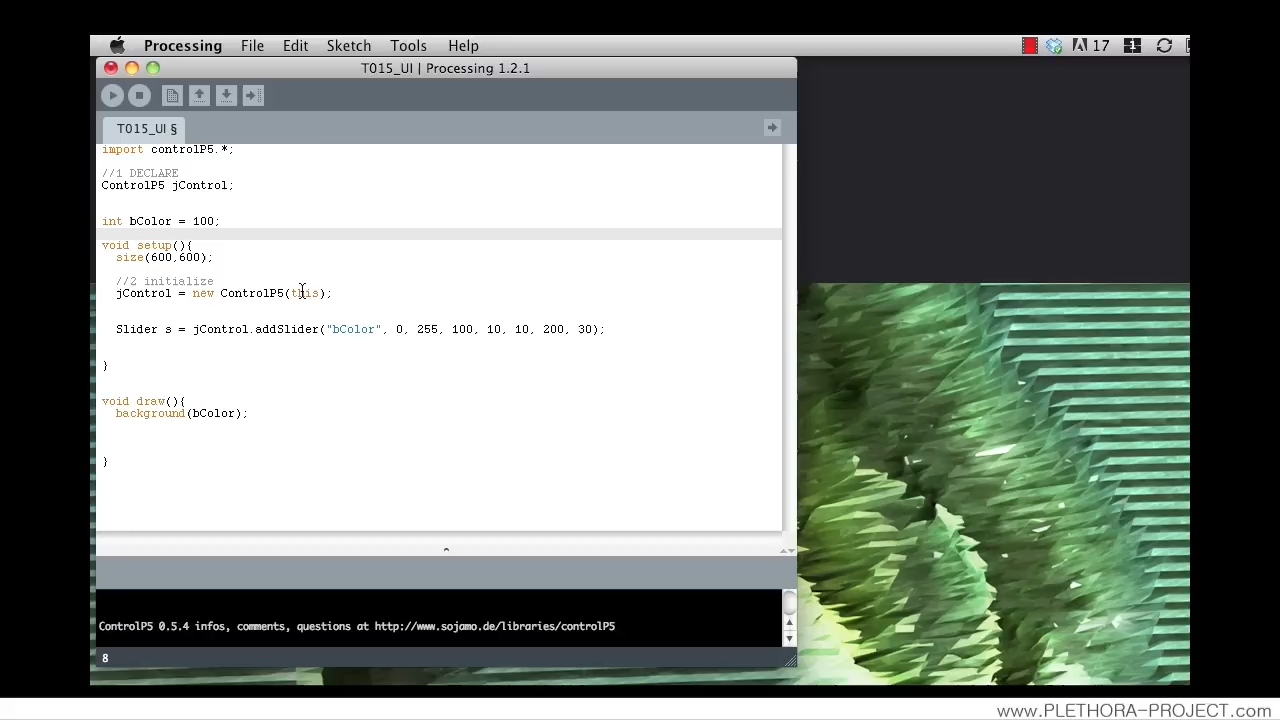 Processing File Edit Sketch Tools Help 17 1
T015_UI | Processing 1.2.1
T015_UI §
import controlP5.*;
//1 DECLARE
ControlP5 jControl;
int bColor = 100;
void setup(){
size(600,600);
//2 initialize
jControl = new ControlP5(this);
Slider s = jControl.addSlider("bColor", 0, 255, 100, 10, 10, 200, 30);
}
void draw(){
background(bColor);
}
ControlP5 0.5.4 infos, comments, questions at http://www.sojamo.de/libraries/controlP5
8
www.PLETHORA-PROJECT.com